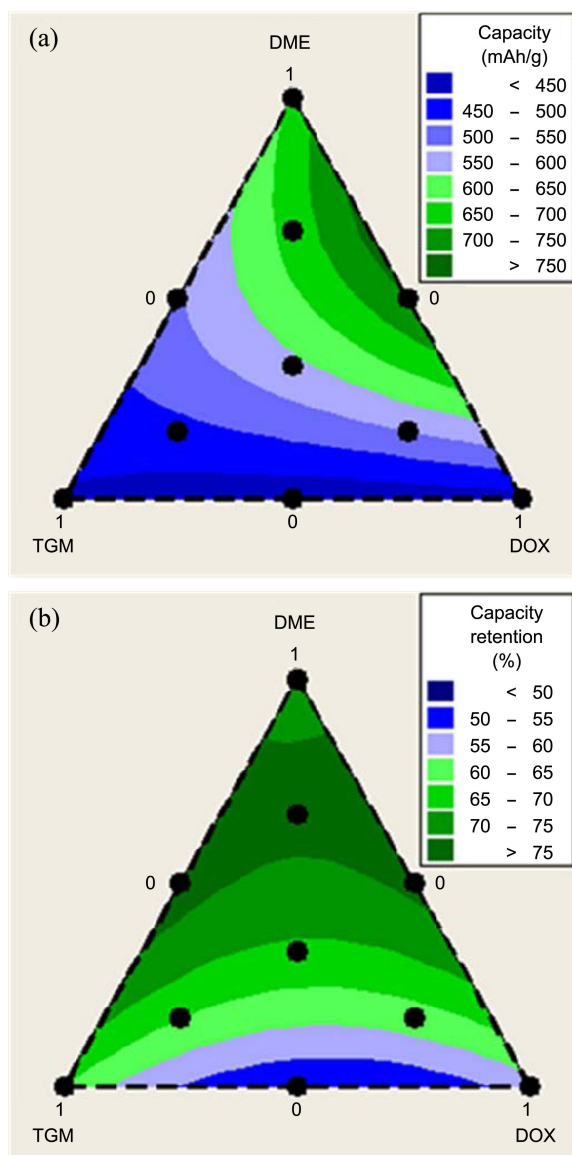 (a)
DME
1
Capacity
(mAh/g)
< 450
450 – 500
500 – 550
550 – 600
600 – 650
650 – 700
700 – 750
> 750
0
0
1
0
1
TGM
DOX
(b)
DME
1
Capacity
retention
(%)
< 50
50 – 55
55 – 60
60 – 65
65 – 70
70 – 75
> 75
0
0
1
0
1
TGM
DOX